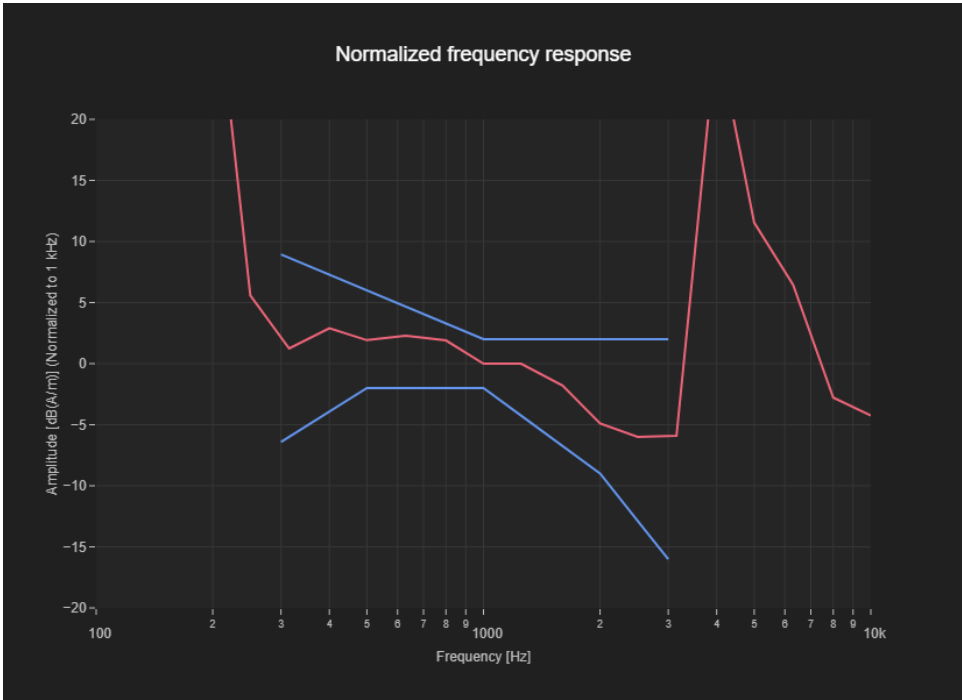 Normalized frequency response
Amplitude [dB(A/m)] (Normalized to 1 kHz)
20
15
10
5
0
−5
−10
−15
−20
100 2 3 4 5 6 7 8 9 1000 2 3 4 5 6 7 8 9 10k
Frequency [Hz]